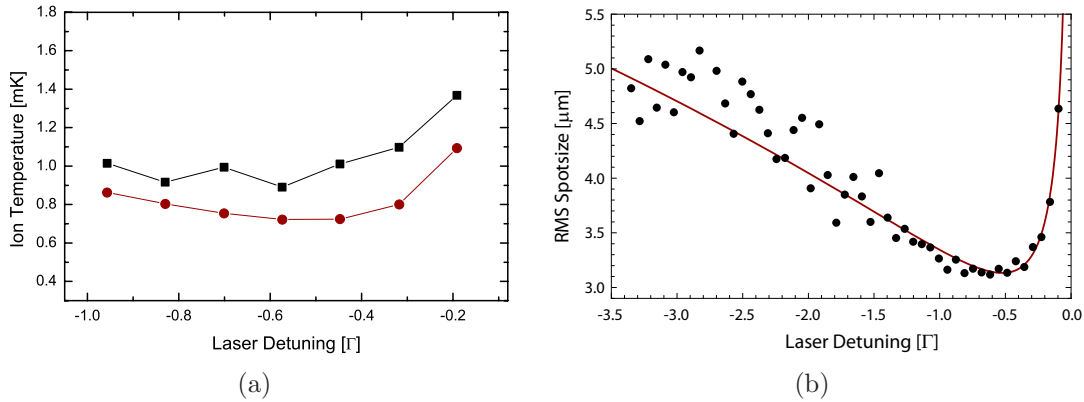 1.8
1.6
1.4
1.2
1.0
0.8
0.6
0.4
Ion Temperature [mK]
-1.0 -0.8 -0.6 -0.4 -0.2
Laser Detuning [Γ]
(a)
5.5
5.0
4.5
4.0
3.5
3.0
RMS Spotsize [μm]
-3.5 -3.0 -2.5 -2.0 -1.5 -1.0 -0.5 0.0
Laser Detuning [Γ]
(b)